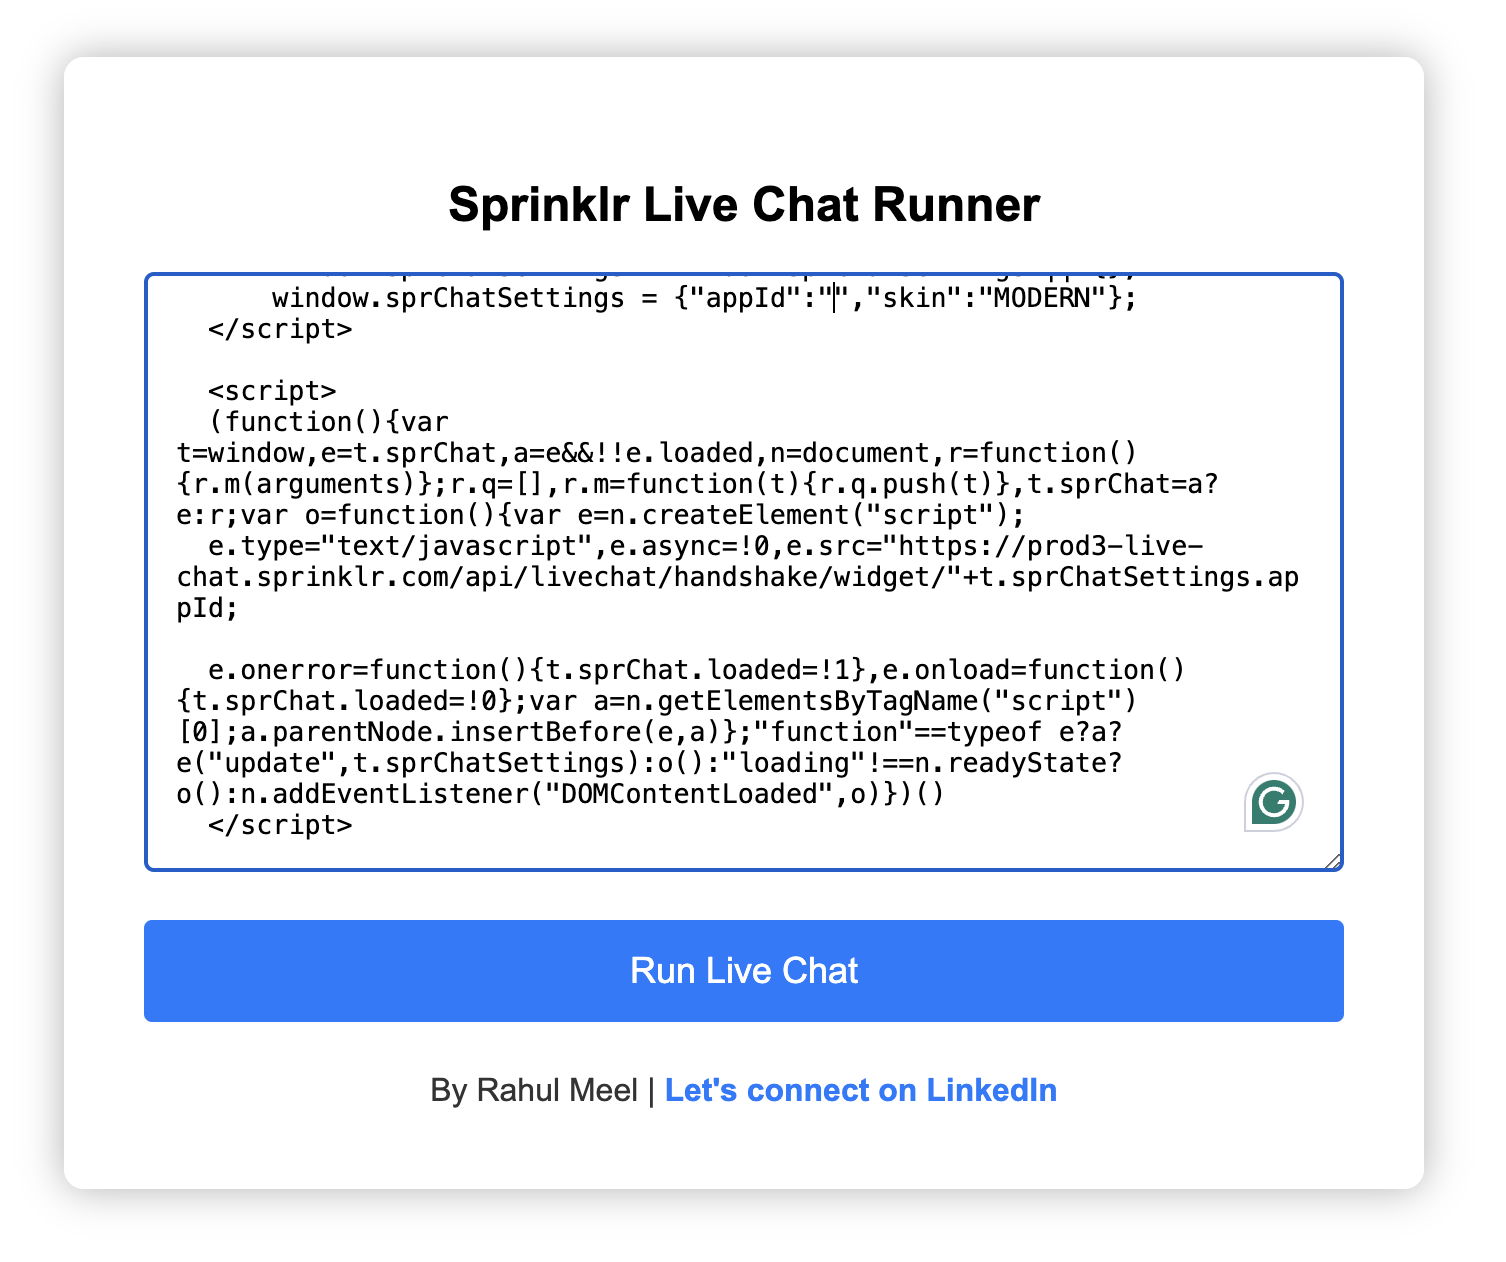 Sprinklr Live Chat Runner
window.sprChatSettings = {"appId":"","skin":"MODERN"};
</script>
<script>
(function(){var
t=window,e=t.sprChat,a=e&&!!e.loaded,n=document,r=function()
{r.m(arguments)};r.q=[],r.m=function(t){r.q.push(t)},t.sprChat=a?
e:r;var o=function(){var e=n.createElement("script");
e.type="text/javascript",e.async=!0,e.src="https://prod3-live-
chat.sprinklr.com/api/livechat/handshake/widget/"+t.sprChatSettings.ap
pId;
e.onerror=function(){t.sprChat.loaded=!1},e.onload=function()
{t.sprChat.loaded=!0};var a=n.getElementsByTagName("script")
[0];a.parentNode.insertBefore(e,a)};"function"==typeof e?a?
e("update",t.sprChatSettings):o():"loading"!==n.readyState?
o():n.addEventListener("DOMContentLoaded",o)})()
</script>
G
Run Live Chat
By Rahul Meel | Let's connect on LinkedIn